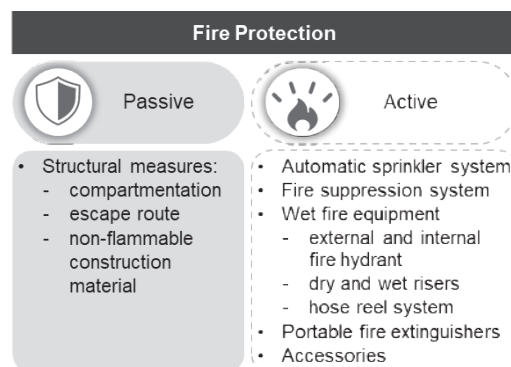 Fire Protection
Passive
Active
• Structural measures:
- compartmentation
- escape route
- non-flammable
construction
material
• Automatic sprinkler system
• Fire suppression system
• Wet fire equipment
- external and internal
fire hydrant
- dry and wet risers
- hose reel system
• Portable fire extinguishers
• Accessories